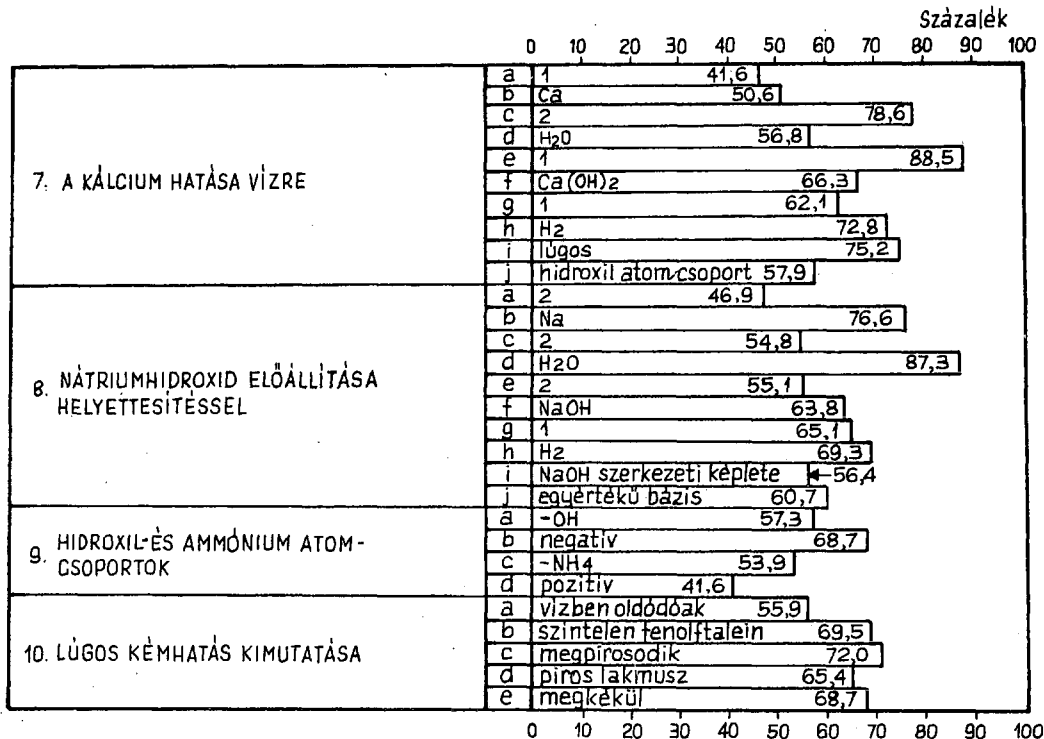 Százalék
0 10 20 30 40 50 60 70 80 90 100
7. A KÁLCIUM HATÁSA VÍZRE
a 1 41,6
b Ca 50,6
c 2 78,6
d H2O 56,8
e 1 88,5
f Ca(OH)2 66,3
g 1 62,1
h H2 72,8
i lúgos 75,2
j hidroxil atomcsoport 57,9
8. NÁTRIUMHIDROXID ELŐÁLLÍTÁSA
HELYETTESÍTÉSSEL
a 2 46,9
b Na 76,6
c 2 54,8
d H2O 87,3
e 2 55,1
f NaOH 63,8
g 1 65,1
h H2 69,3
i NaOH szerkezeti képlete 56,4
j egyértékű bázis 60,7
9. HIDROXIL-ÉS AMMÓNIUM ATOM-
CSOPORTOK
a -OH 57,3
b negatív 68,7
c -NH4 53,9
d pozitív 41,6
10. LÚGOS KÉMHATÁS KIMUTATÁSA
a vízben oldódóak 55,9
b színtelen fenolftalein 69,5
c megpirosodik 72,0
d piros lakmusz 65,4
e megkékül 68,7
0 10 20 30 40 50 60 70 80 90 100